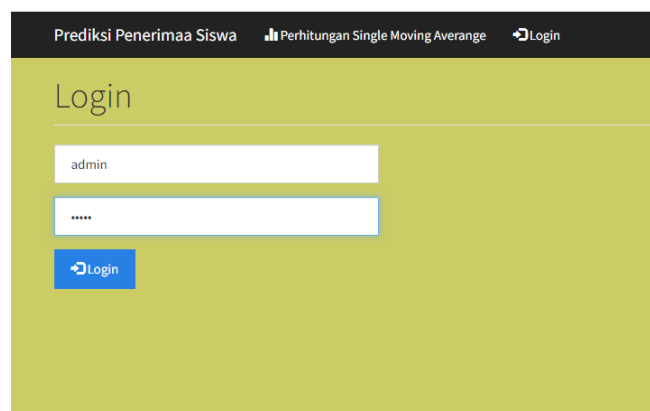 Prediksi Penerimaa Siswa Perhitungan Single Moving Averange Login
Login
admin
•••••
Login